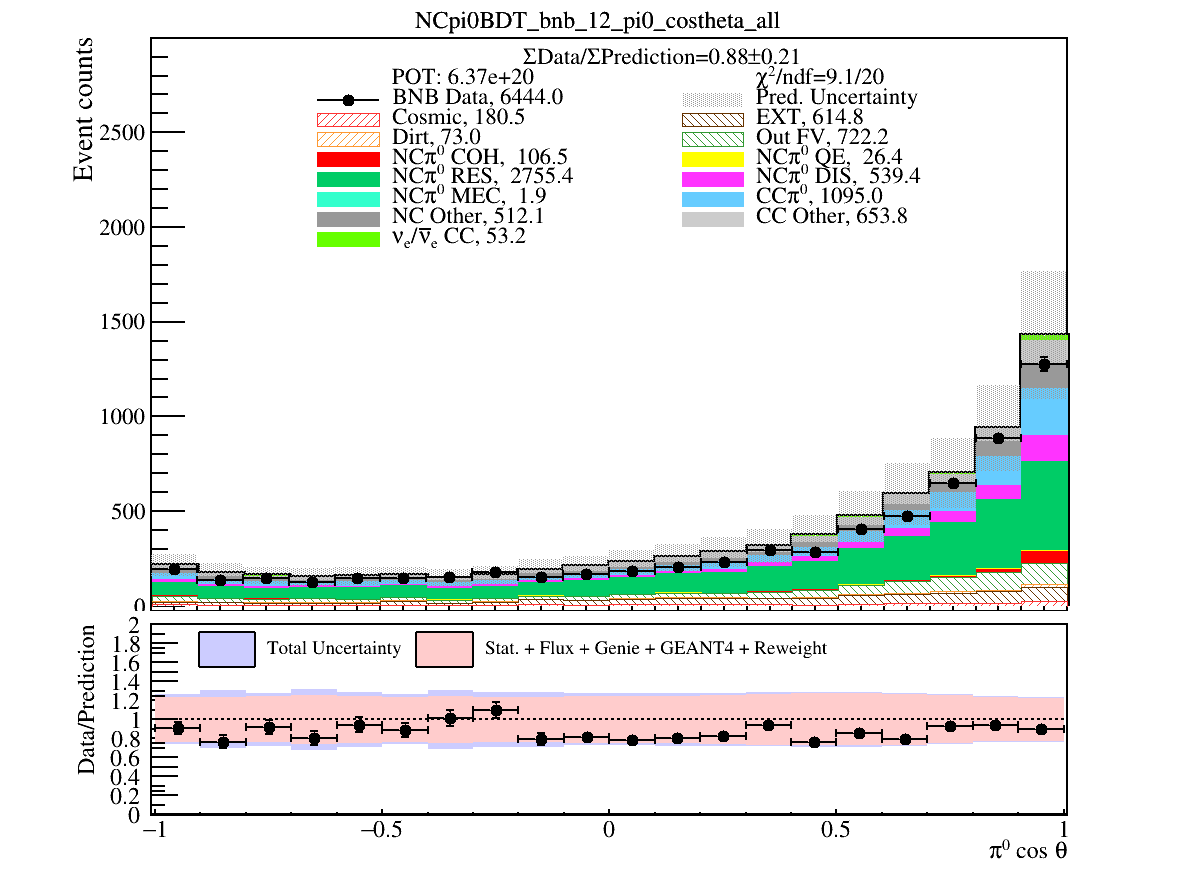 NCpi0BDT_bnb_12_pi0_costheta_all
ΣData/ΣPrediction=0.88±0.21
POT: 6.37e+20 χ²/ndf=9.1/20
BNB Data, 6444.0 Pred. Uncertainty
Cosmic, 180.5 EXT, 614.8
Dirt, 73.0 Out FV, 722.2
NCπ⁰ COH, 106.5 NCπ⁰ QE, 26.4
NCπ⁰ RES, 2755.4 NCπ⁰ DIS, 539.4
NCπ⁰ MEC, 1.9 CCπ⁰, 1095.0
NC Other, 512.1 CC Other, 653.8
νₑ/ν̅ₑ CC, 53.2
Event counts
2500
2000
1500
1000
500
0
Total Uncertainty Stat. + Flux + Genie + GEANT4 + Reweight
Data/Prediction
2
1.8
1.6
1.4
1.2
1
0.8
0.6
0.4
0.2
0
−1 −0.5 0 0.5 1
π⁰ cos θ